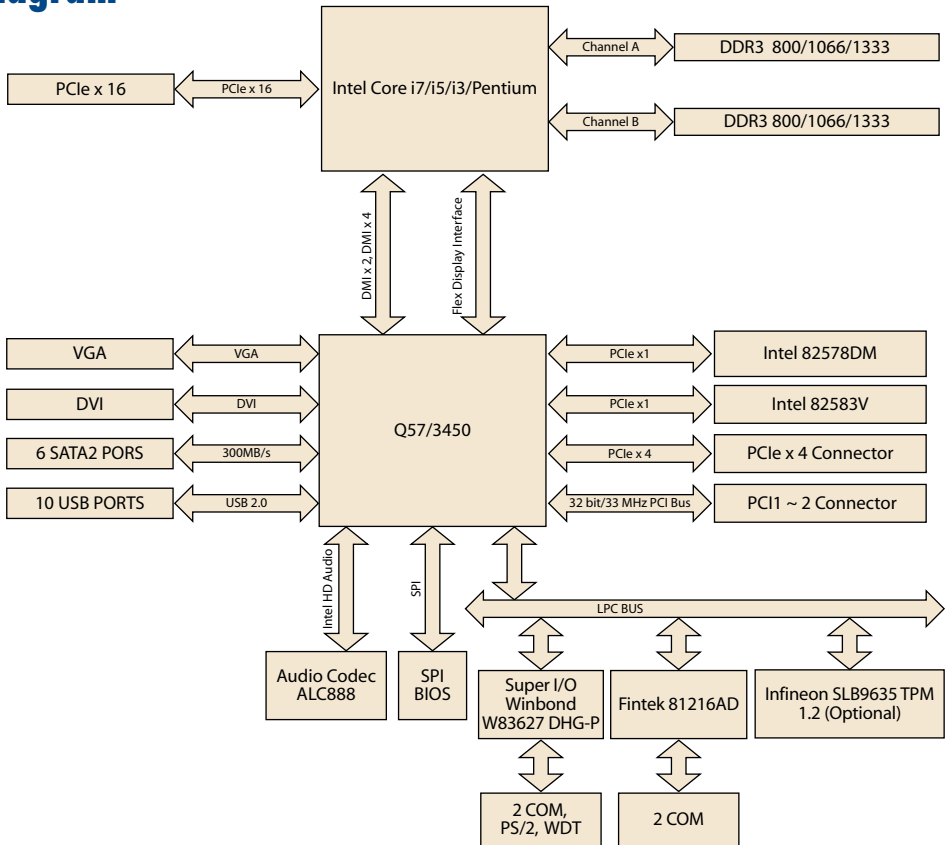 PCIe x 16
PCIe x 16
Intel Core i7/i5/i3/Pentium
Channel A
DDR3 800/1066/1333
Channel B
DDR3 800/1066/1333
DMI x 2, DMI x 4
Flex Display Interface
VGA
VGA
DVI
DVI
6 SATA2 PORS
300MB/s
10 USB PORTS
USB 2.0
Q57/3450
PCIe x1
Intel 82578DM
PCIe x1
Intel 82583V
PCIe x 4
PCIe x 4 Connector
32 bit/33 MHz PCI Bus
PCI1 ~ 2 Connector
Intel HD Audio
SPI
LPC BUS
Audio Codec
ALC888
SPI
BIOS
Super I/O
Winbond
W83627 DHG-P
Fintek 81216AD
Infineon SLB9635 TPM
1.2 (Optional)
2 COM,
PS/2, WDT
2 COM